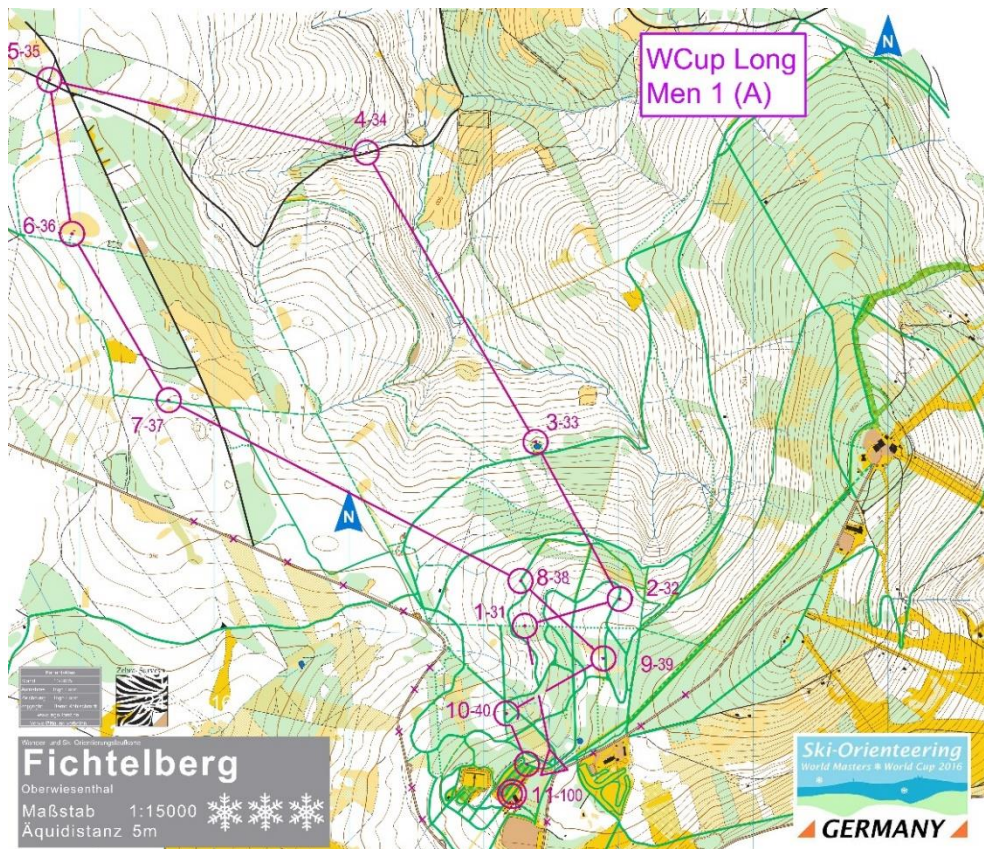 WCup Long
Men 1 (A)
N
5-35
4-34
6-36
7-37
3-33
N
8-38
2-32
1-31
9-39
10-40
11-100
Fichtelberg
Oberwiesenthal
Maßstab 1:15000
Äquidistanz 5m
Ski-Orienteering
World Masters World Cup 2016
GERMANY